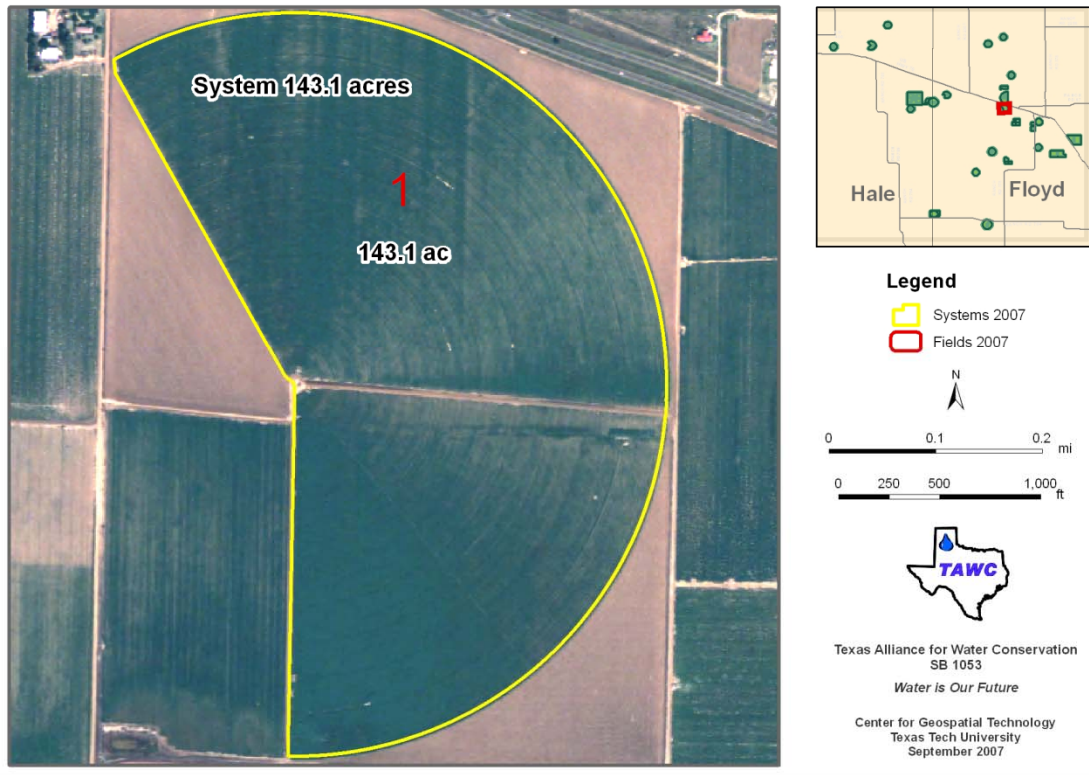 System 143.1 acres
1
143.1 ac
Hale
Floyd
Legend
Systems 2007
Fields 2007
N
0 0.1 0.2
mi
0 250 500 1,000
ft
TAWC
Texas Alliance for Water Conservation
SB 1053
Water is Our Future
Center for Geospatial Technology
Texas Tech University
September 2007